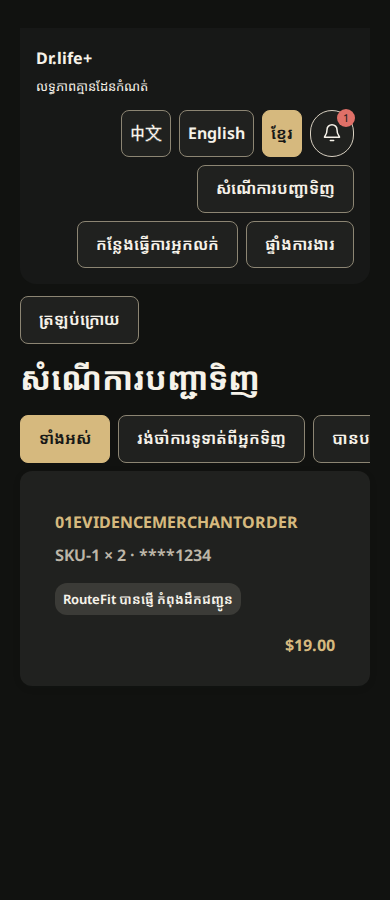 Dr.life+
លទ្ធភាពគ្មានដែនកំណត់
中文 English ខ្មែរ 1
សំណើការបញ្ជាទិញ
កន្លែងធ្វើការអ្នកលក់ ផ្ទាំងការងារ
ត្រឡប់ក្រោយ
សំណើការបញ្ជាទិញ
ទាំងអស់ រង់ចាំការទូទាត់ពីអ្នកទិញ បានប
01EVIDENCEMERCHANTORDER
SKU-1 × 2 · ****1234
RouteFit បានផ្ញើ កំពុងដឹកជញ្ជូន
$19.00